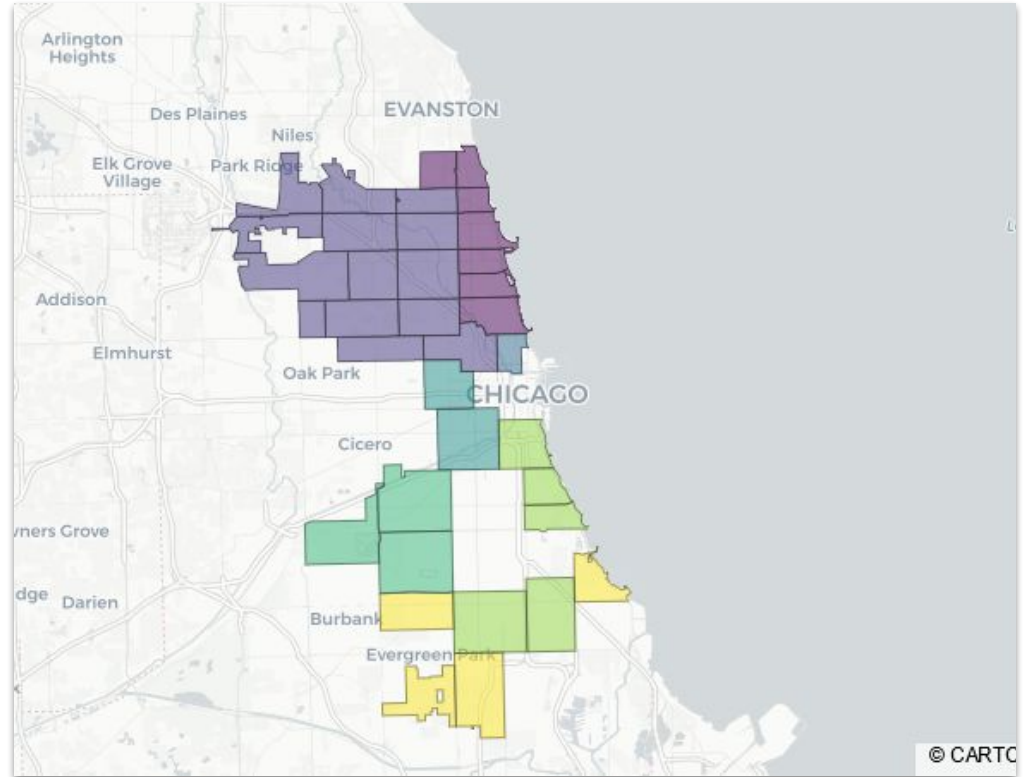 Arlington
Heights
EVANSTON
Des Plaines
Niles
Elk Grove
Village
Park Ridge
Addison
Elmhurst
Oak Park
CHICAGO
Cicero
ners Grove
dge
Darien
Burbank
Evergreen Park
© CARTO